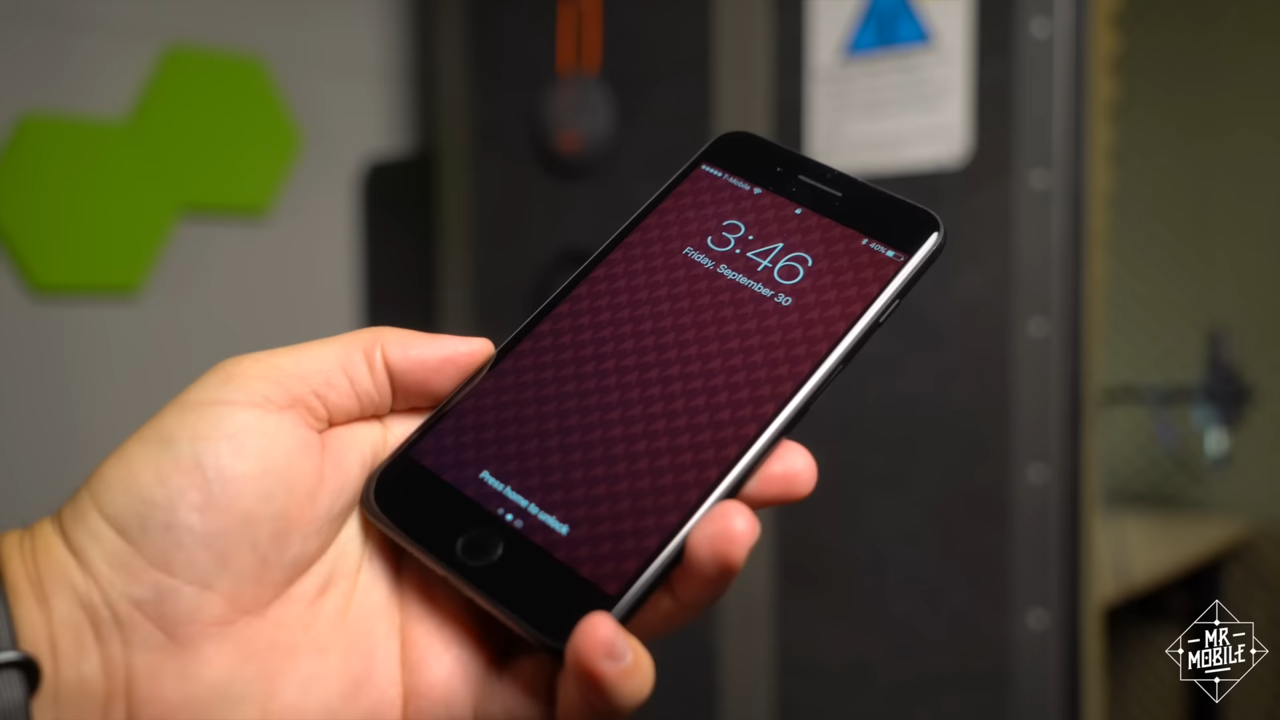 ●●●●● T-Mobile
40%
3:46
Friday, September 30
Press home to unlock
MR
MOBILE